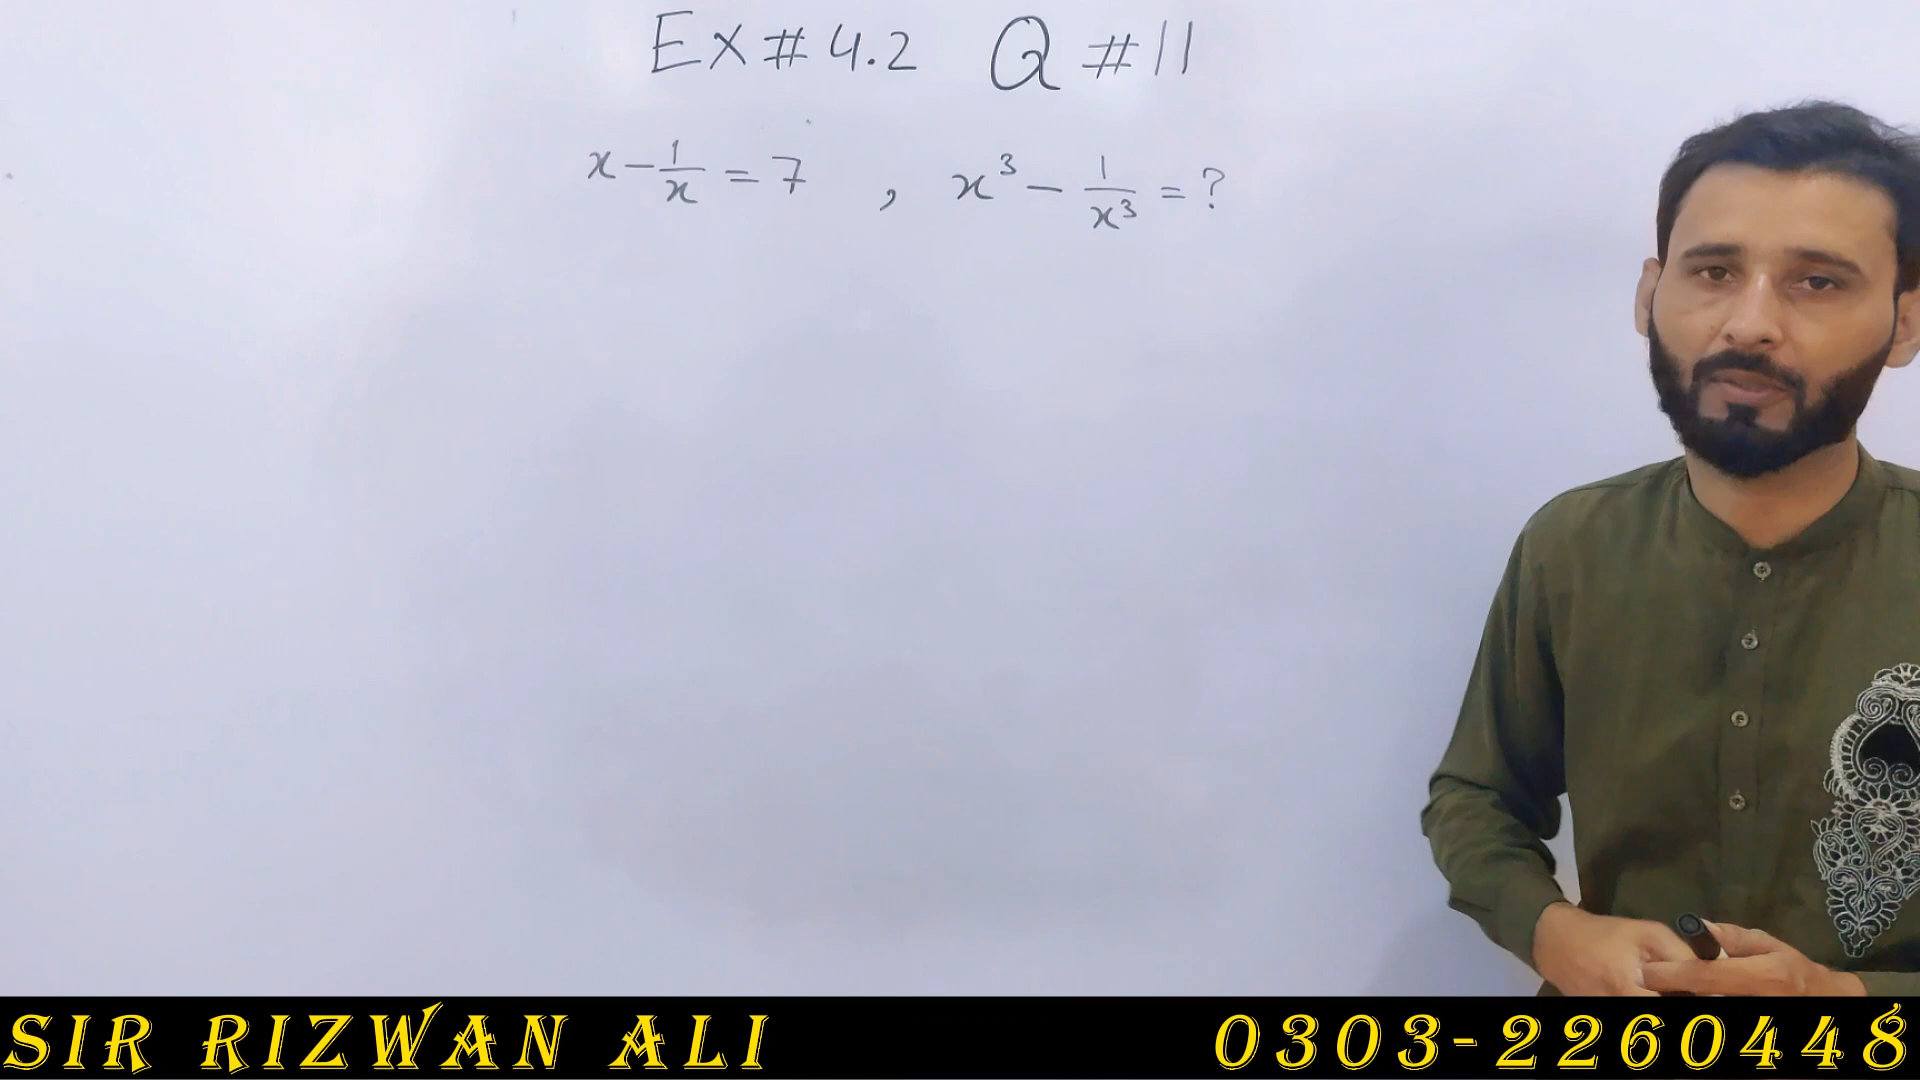 Ex # 4.2 Q # 11
x - 1/x = 7 , x³ - 1/x³ = ?
SIR RIZWAN ALI 0303-2260448